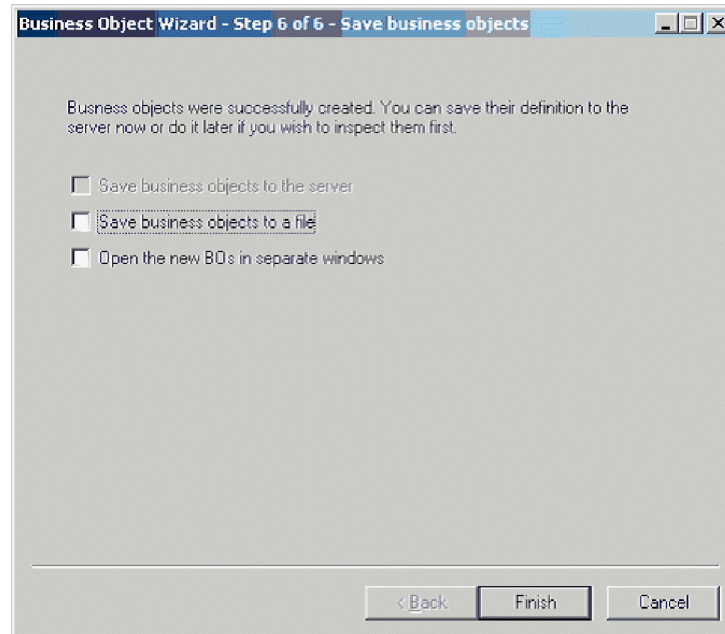 Business Object Wizard - Step 6 of 6 - Save business objects
Busness objects were successfully created. You can save their definition to the
server now or do it later if you wish to inspect them first.
Save business objects to the server
Save business objects to a file
Open the new BOs in separate windows
< Back
Finish
Cancel